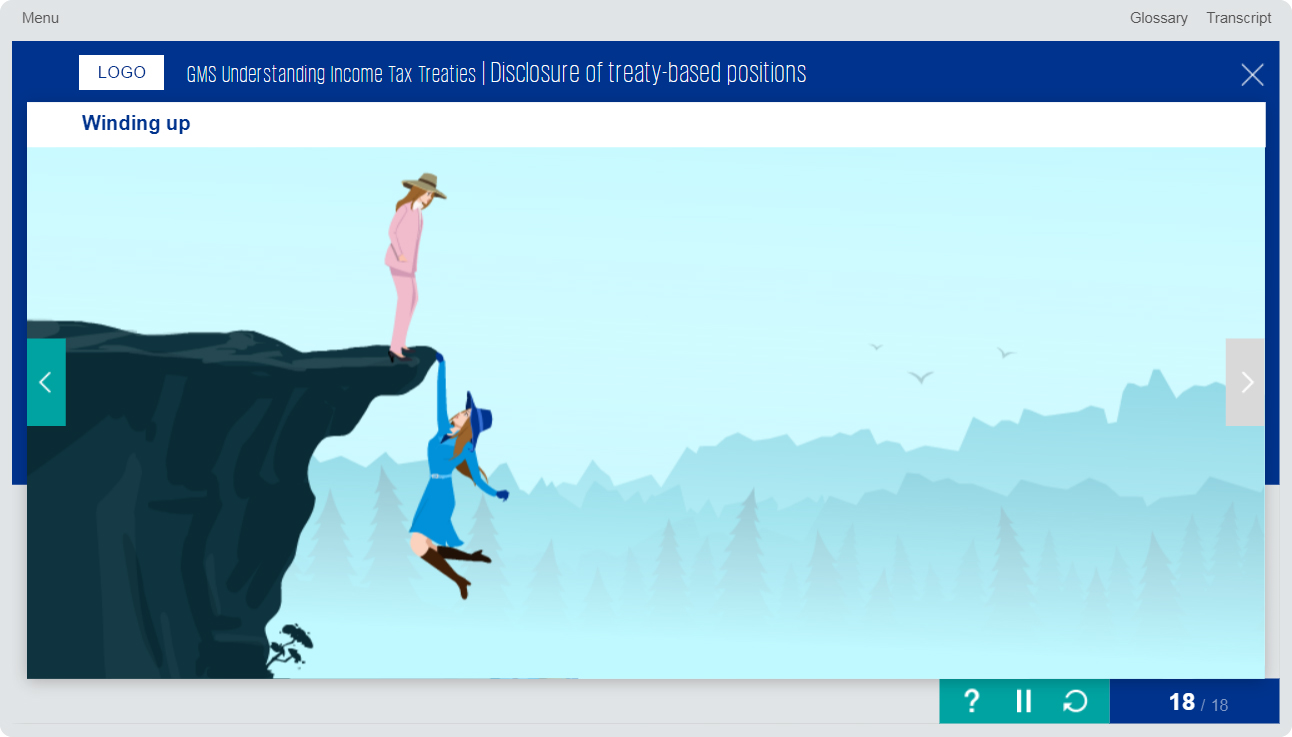 Menu
Glossary Transcript
LOGO GMS Understanding Income Tax Treaties | Disclosure of treaty-based positions
Winding up
? 18 / 18